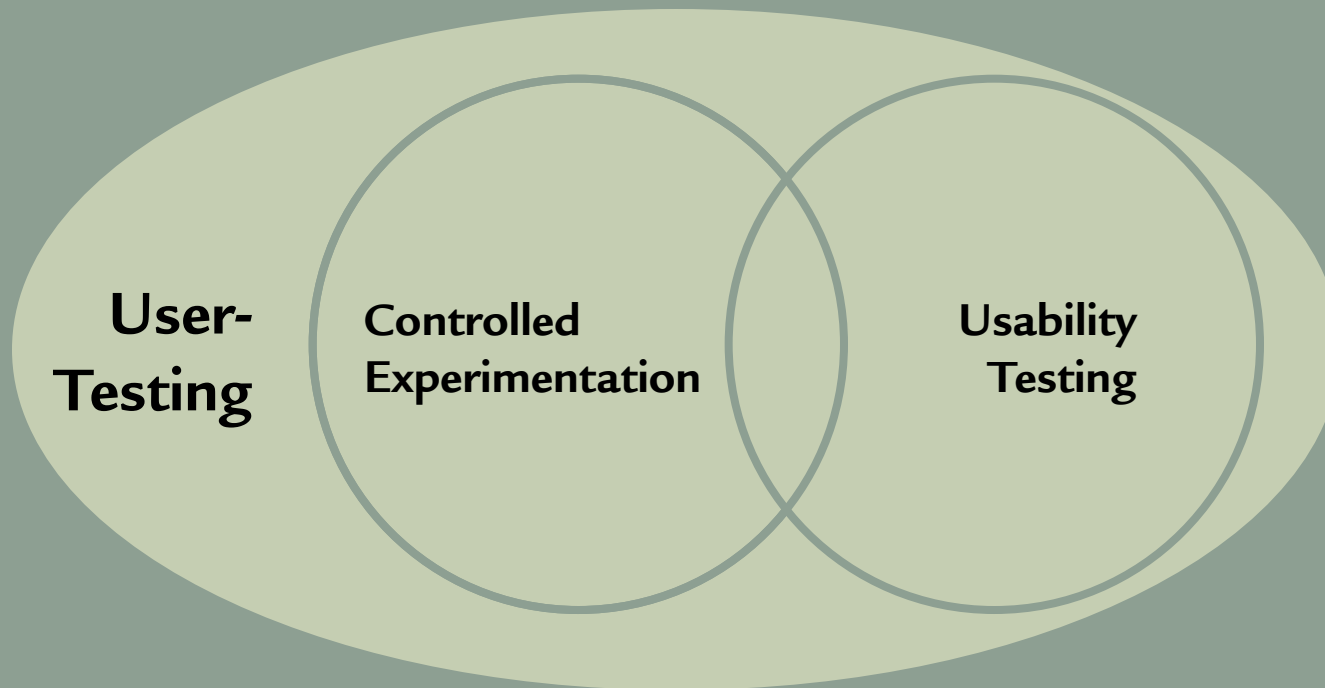 User-
Testing
Controlled
Experimentation
Usability
Testing